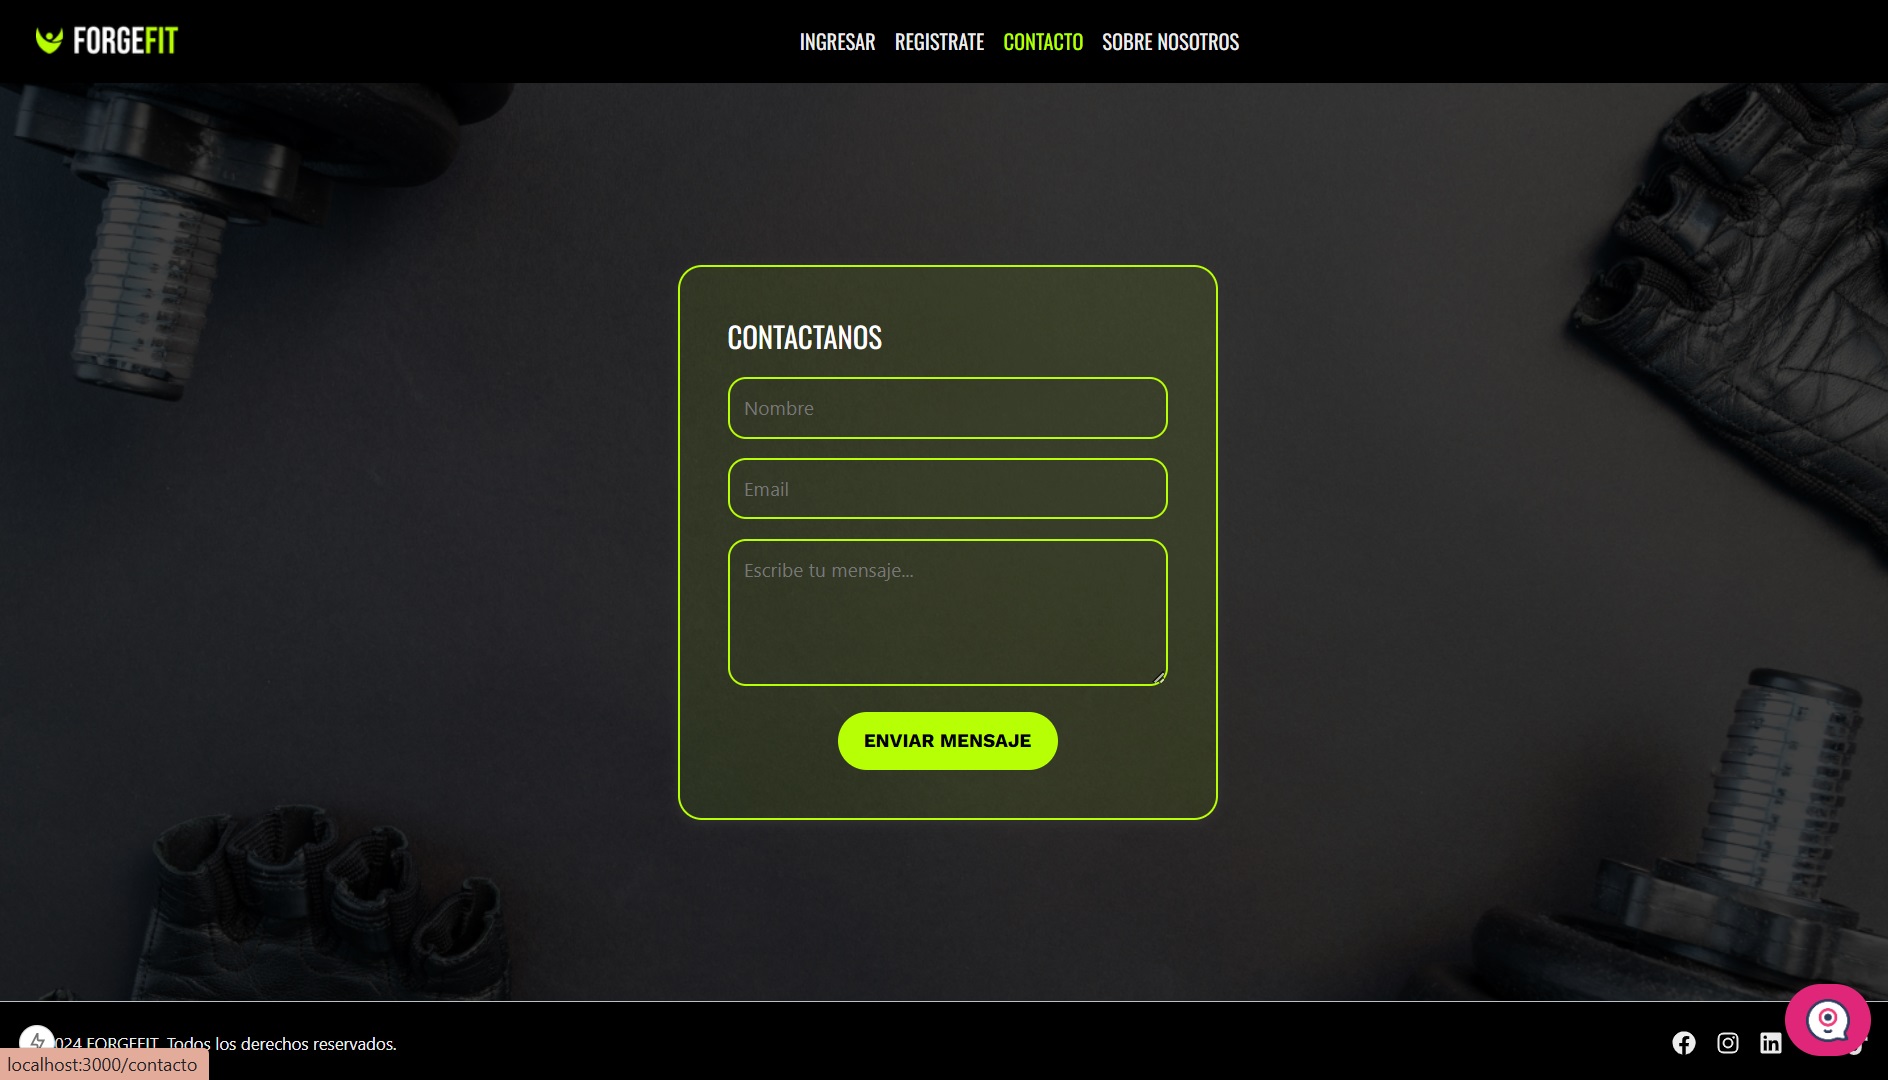 FORGEFIT
INGRESAR REGISTRATE CONTACTO SOBRE NOSOTROS
CONTACTANOS
Nombre
Email
Escribe tu mensaje...
ENVIAR MENSAJE
024 FORGEFIT. Todos los derechos reservados.
localhost:3000/contacto